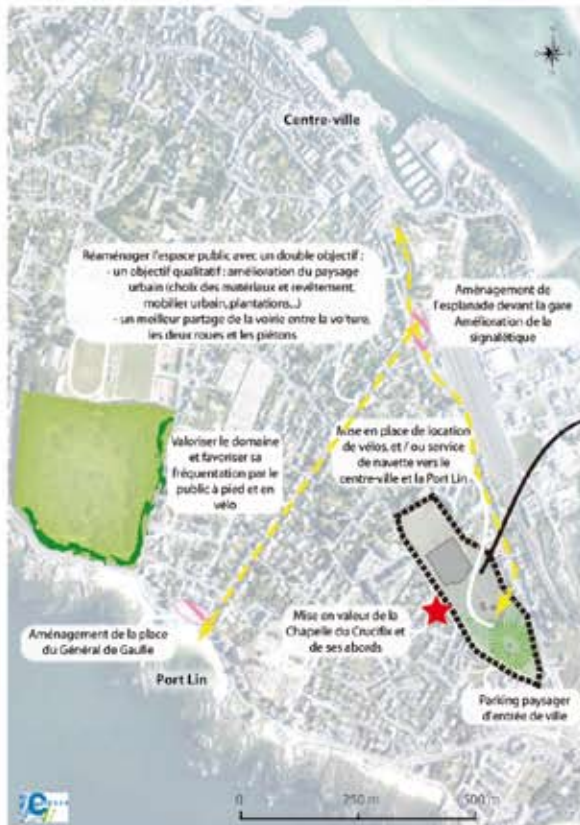 Centre-ville
Réaménager l'espace public avec un double objectif :
- un objectif qualitatif : amélioration du paysage
urbain (choix des matériaux et revêtement,
mobilier urbain, plantations...)
- un meilleur partage de la voirie entre la voiture,
les deux roues et les piétons
Aménagement de
l'esplanade devant la gare
Amélioration de la
signalétique
Valoriser le domaine
et favoriser sa
fréquentation par le
public à pied et en
vélo
Mise en place de location
de vélos, et / ou service
de navette vers le
centre-ville et la Port Lin
Mise en valeur de la
Chapelle du Crucifix et
de ses abords
Aménagement de la place
du Général de Gaulle
Port Lin
Parking paysager
d'entrée de ville
0
250 m
500 m